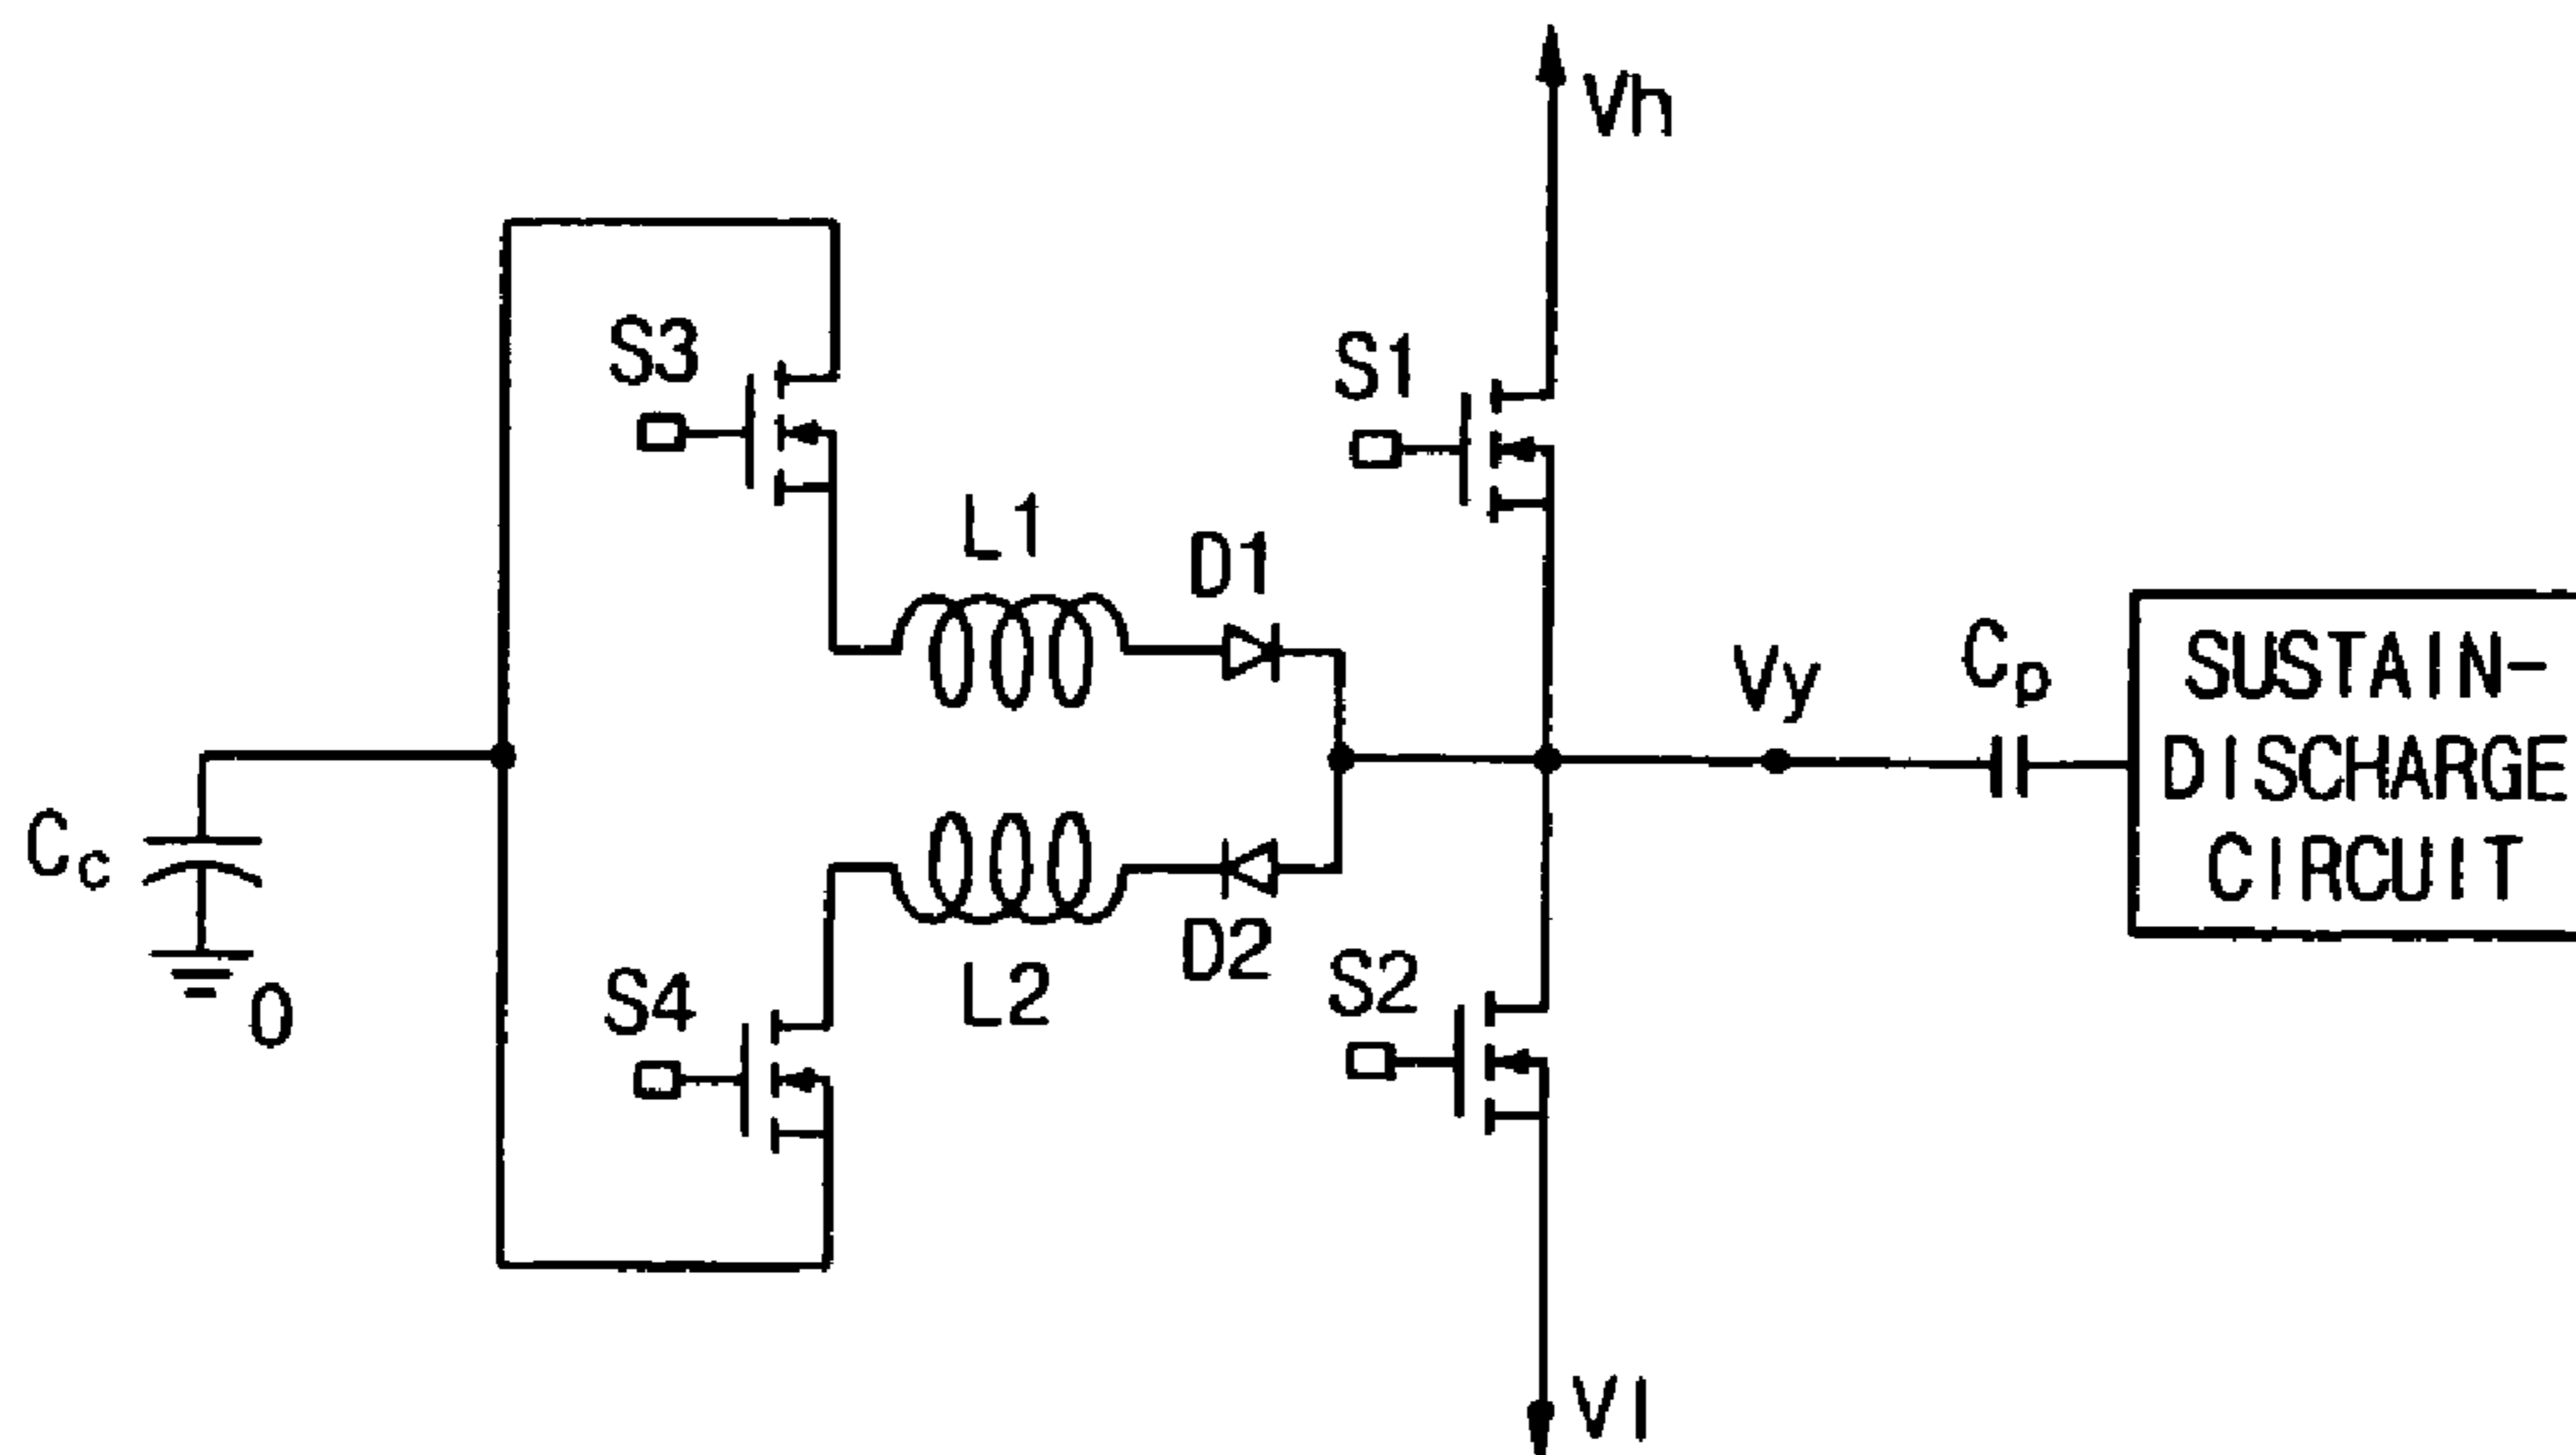 Vh
S3
S1
L1
D1
Vy
Cp
SUSTAIN-
DISCHARGE
CIRCUIT
Cc
0
S4
L2
D2
S2
Vl